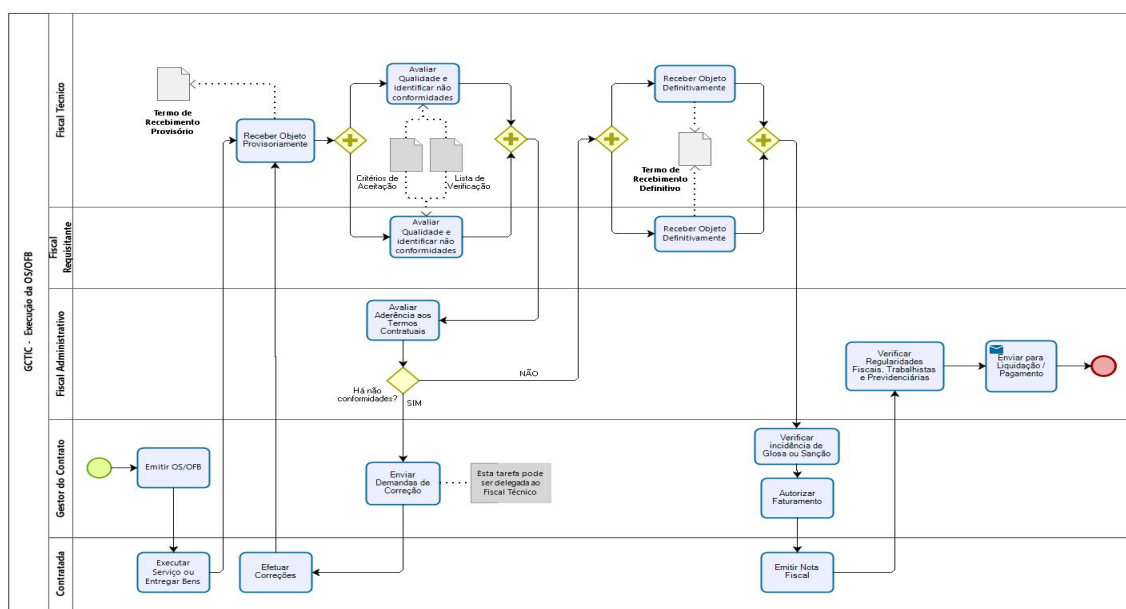 GCTIC - Execução da OS/OFB
Fiscal Técnico
Termo de
Recebimento
Provisório
Receber Objeto
Provisoriamente
Avaliar
Qualidade e
identificar não
conformidades
Critérios de
Aceitação
Lista de
Verificação
Receber Objeto
Definitivamente
Termo de
Recebimento
Definitivo
Fiscal
Requisitante
Avaliar
Qualidade e
identificar não
conformidades
Receber Objeto
Definitivamente
Fiscal Administrativo
Avaliar
Aderência aos
Termos
Contratuais
Há não
conformidades?
NÃO
SIM
Verificar
Regularidades
Fiscais, Trabalhistas
e Previdenciárias
Enviar para
Liquidação /
Pagamento
Gestor do Contrato
Emitir OS/OFB
Enviar
Demandas de
Correção
Esta tarefa pode
ser delegada ao
Fiscal Técnico
Verificar
incidência de
Glosa ou Sanção
Autorizar
Faturamento
Contratada
Executar
Serviço ou
Entregar Bens
Efetuar
Correções
Emitir Nota
Fiscal